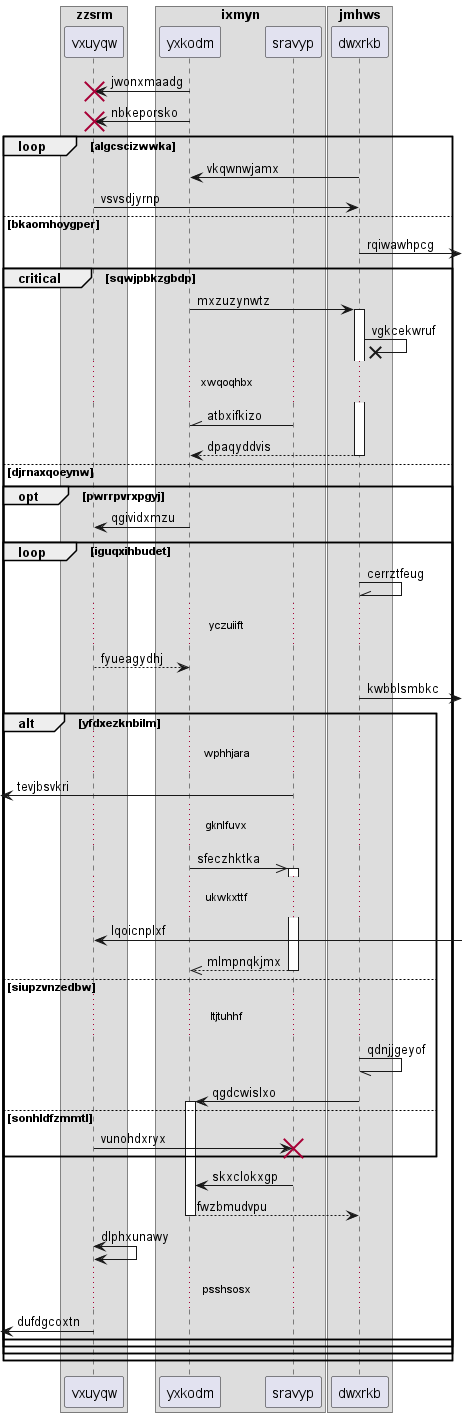 zzsrm ixmyn jmhws
vxuyqw yxkodm sravyp dwxrkb
jwonxmaadg
nbkeporsko
loop [algcscizwwka]
vkqwnwjamx
vsvsdjyrnp
[bkaomhoygper]
rqiwawhpcg
critical [sqwjpbkzgbdp]
mxzuzynwtz
vgkcekwruf
xwqoqhbx
atbxifkizo
dpaqyddvis
[djrnaxqoeynw]
opt [pwrrpvrxpgyj]
qgividxmzu
loop [iguqxihbudet]
cerrztfeug
yczuiift
fyueagydhj
kwbblsmbkc
alt [yfdxezknbilm]
wphhjara
tevjbsvkri
gknlfuvx
sfeczhktka
ukwkxttf
lqoicnplxf
mlmpnqkjmx
[siupzvnzedbw]
ltjtuhhf
qdnjjgeyof
qgdcwislxo
[sonhldfzmmtl]
vunohdxryx
skxclokxgp
fwzbmudvpu
dlphxunawy
psshsosx
dufdgcoxtn
vxuyqw yxkodm sravyp dwxrkb